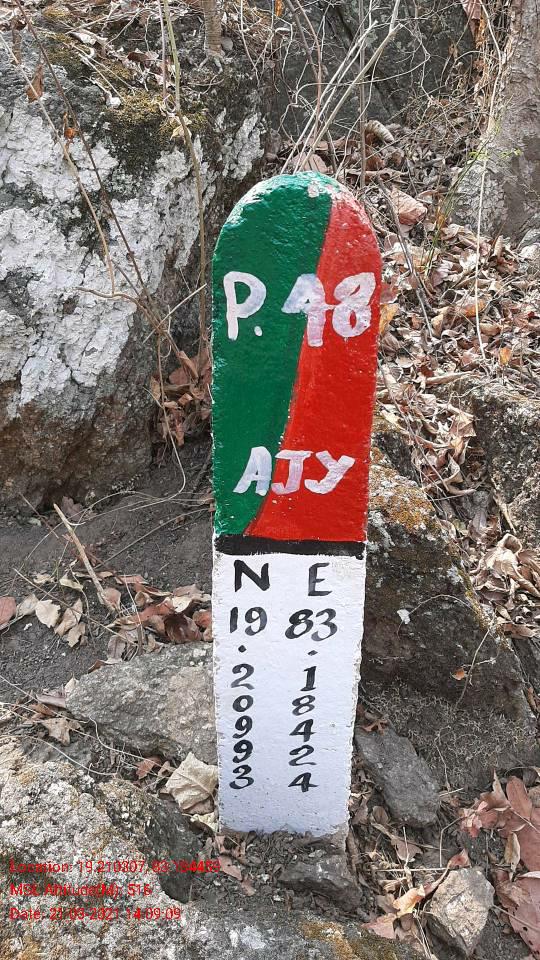 P. 48
AJY
N E
19 83
. .
2 1
0 8
9 4
9 2
3 4
Location: 19.210307,
MSL Altitude(M): 516
Date: 21-03-2021 14:09:09